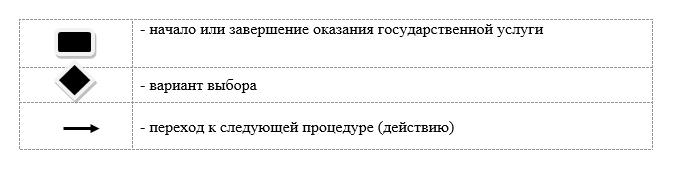 - начало или завершение оказания государственной услуги
- вариант выбора
- переход к следующей процедуре (действию)